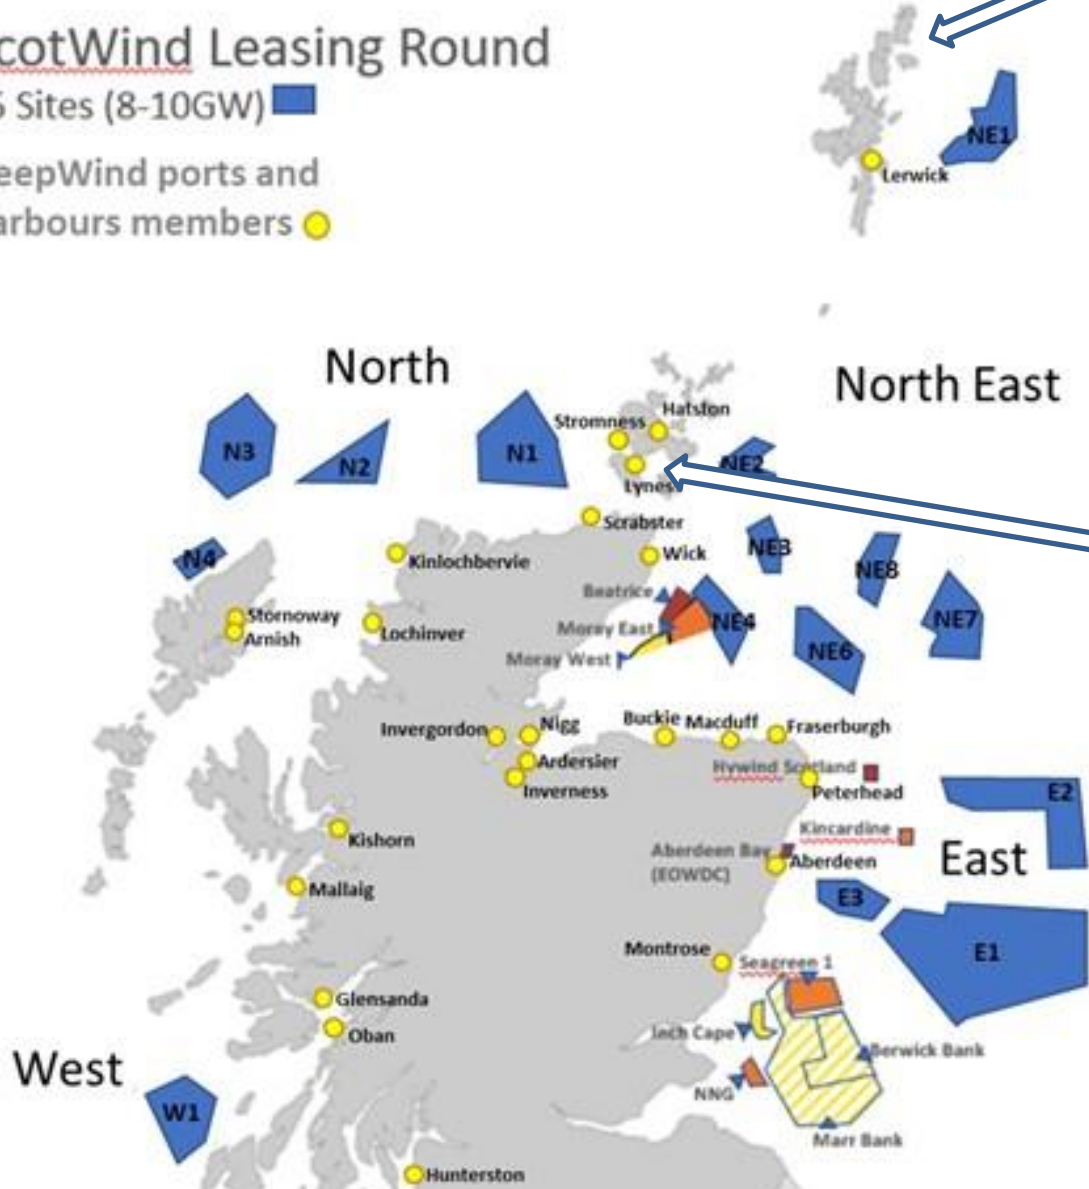 cotWind Leasing Round
5 Sites (8-10GW)
eepWind ports and
arbours members
NE1
Lerwick
North
North East
N3
N2
N1
Stromness
Hatston
NE2
Lyness
Scrabster
N4
Kinlochbervie
Wick
NE3
NE8
Beatrice
Stornoway
Arnish
Lochinver
Moray East
NE4
NE7
Moray West
NE6
Invergordon
Nigg
Buckie
Macduff
Fraserburgh
Ardersier
Hywind Scotland
Inverness
Peterhead
E2
Kishorn
Kincardine
Aberdeen Bay
(EOWDC)
Aberdeen
East
Mallaig
E3
Montrose
Seagreen 1
E1
Glensanda
Oban
Inch Cape
Berwick Bank
West
NNG
W1
Marr Bank
Hunterston